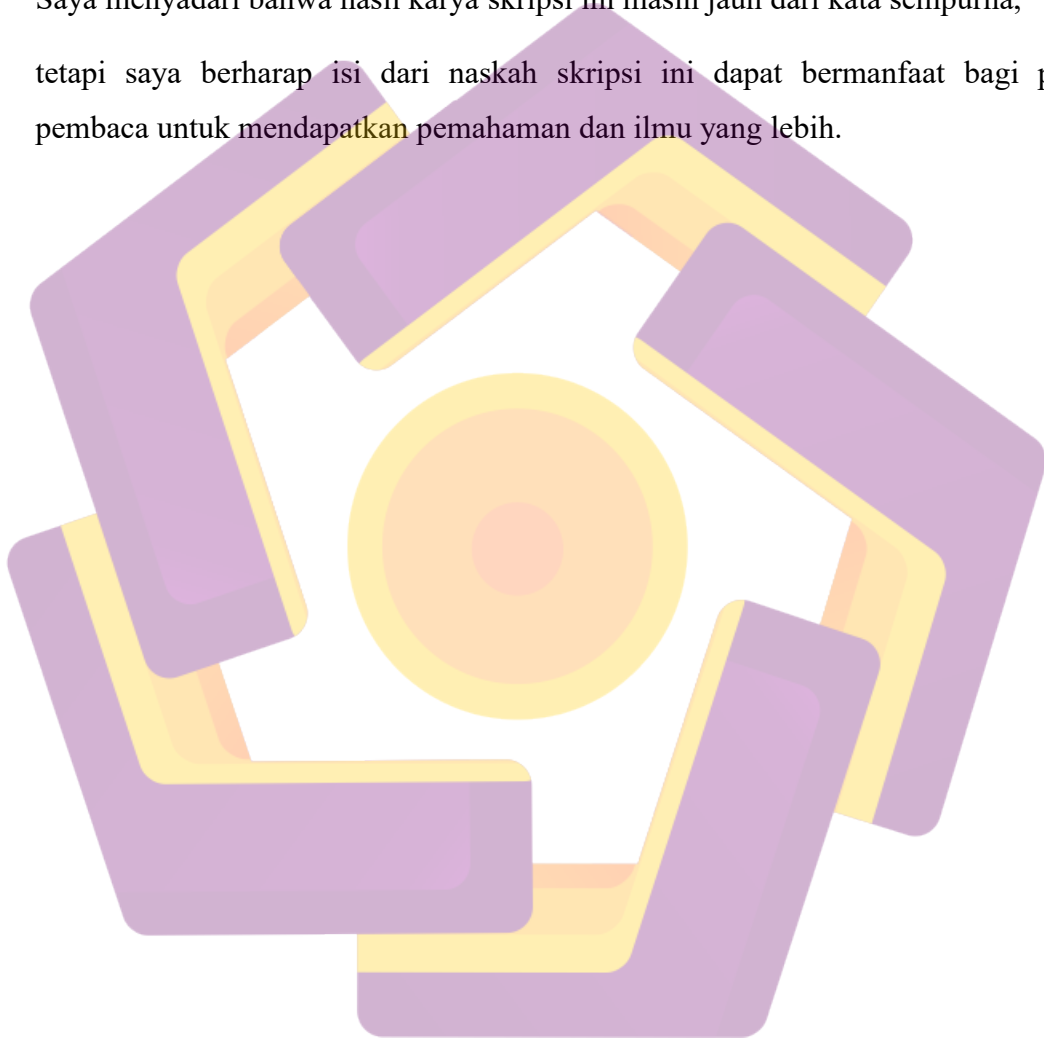 Saya menyadari bahwa hasil karya skripsi ini masih jauh dari kata sempurna,
tetapi saya berharap isi dari naskah skripsi ini dapat bermanfaat bagi
pembaca untuk mendapatkan pemahaman dan ilmu yang lebih.